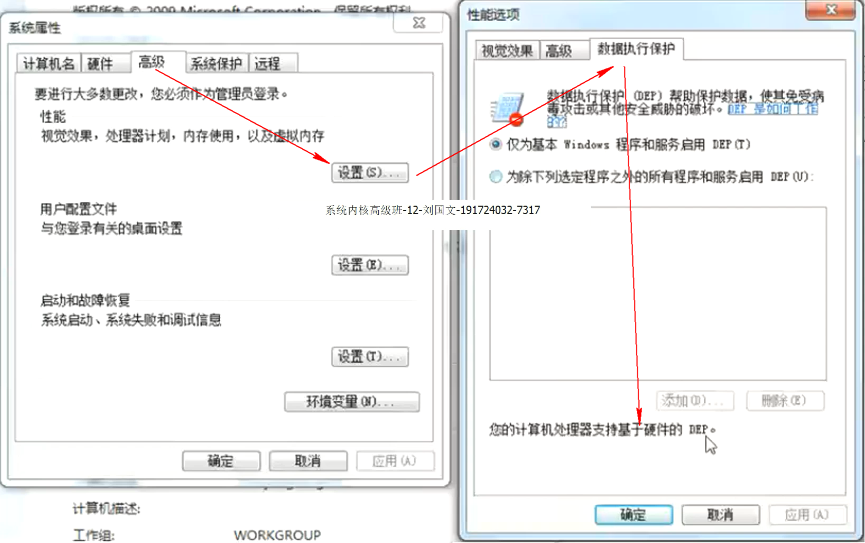 版权所有 © 2009 Microsoft Corporation。保留所有权利。
系统属性
计算机名
硬件
高级
系统保护
远程
要进行大多数更改，您必须作为管理员登录。
性能
视觉效果，处理器计划，内存使用，以及虚拟内存
设置(S)...
用户配置文件
与您登录有关的桌面设置
设置(E)...
启动和故障恢复
系统启动、系统失败和调试信息
设置(T)...
环境变量(N)...
确定
取消
应用(A)
计算机描述:
工作组:
WORKGROUP
系统内核高级班-12-刘国文-191724032-7317
性能选项
视觉效果
高级
数据执行保护
数据执行保护 (DEP) 帮助保护数据，使其免受病
毒攻击或其他安全威胁的破坏。DEP 是如何工作
的?
仅为基本 Windows 程序和服务启用 DEP(T)
为除下列选定程序之外的所有程序和服务启用 DEP(U):
添加(D)...
删除(E)
您的计算机处理器支持基于硬件的 DEP。
确定
取消
应用(A)